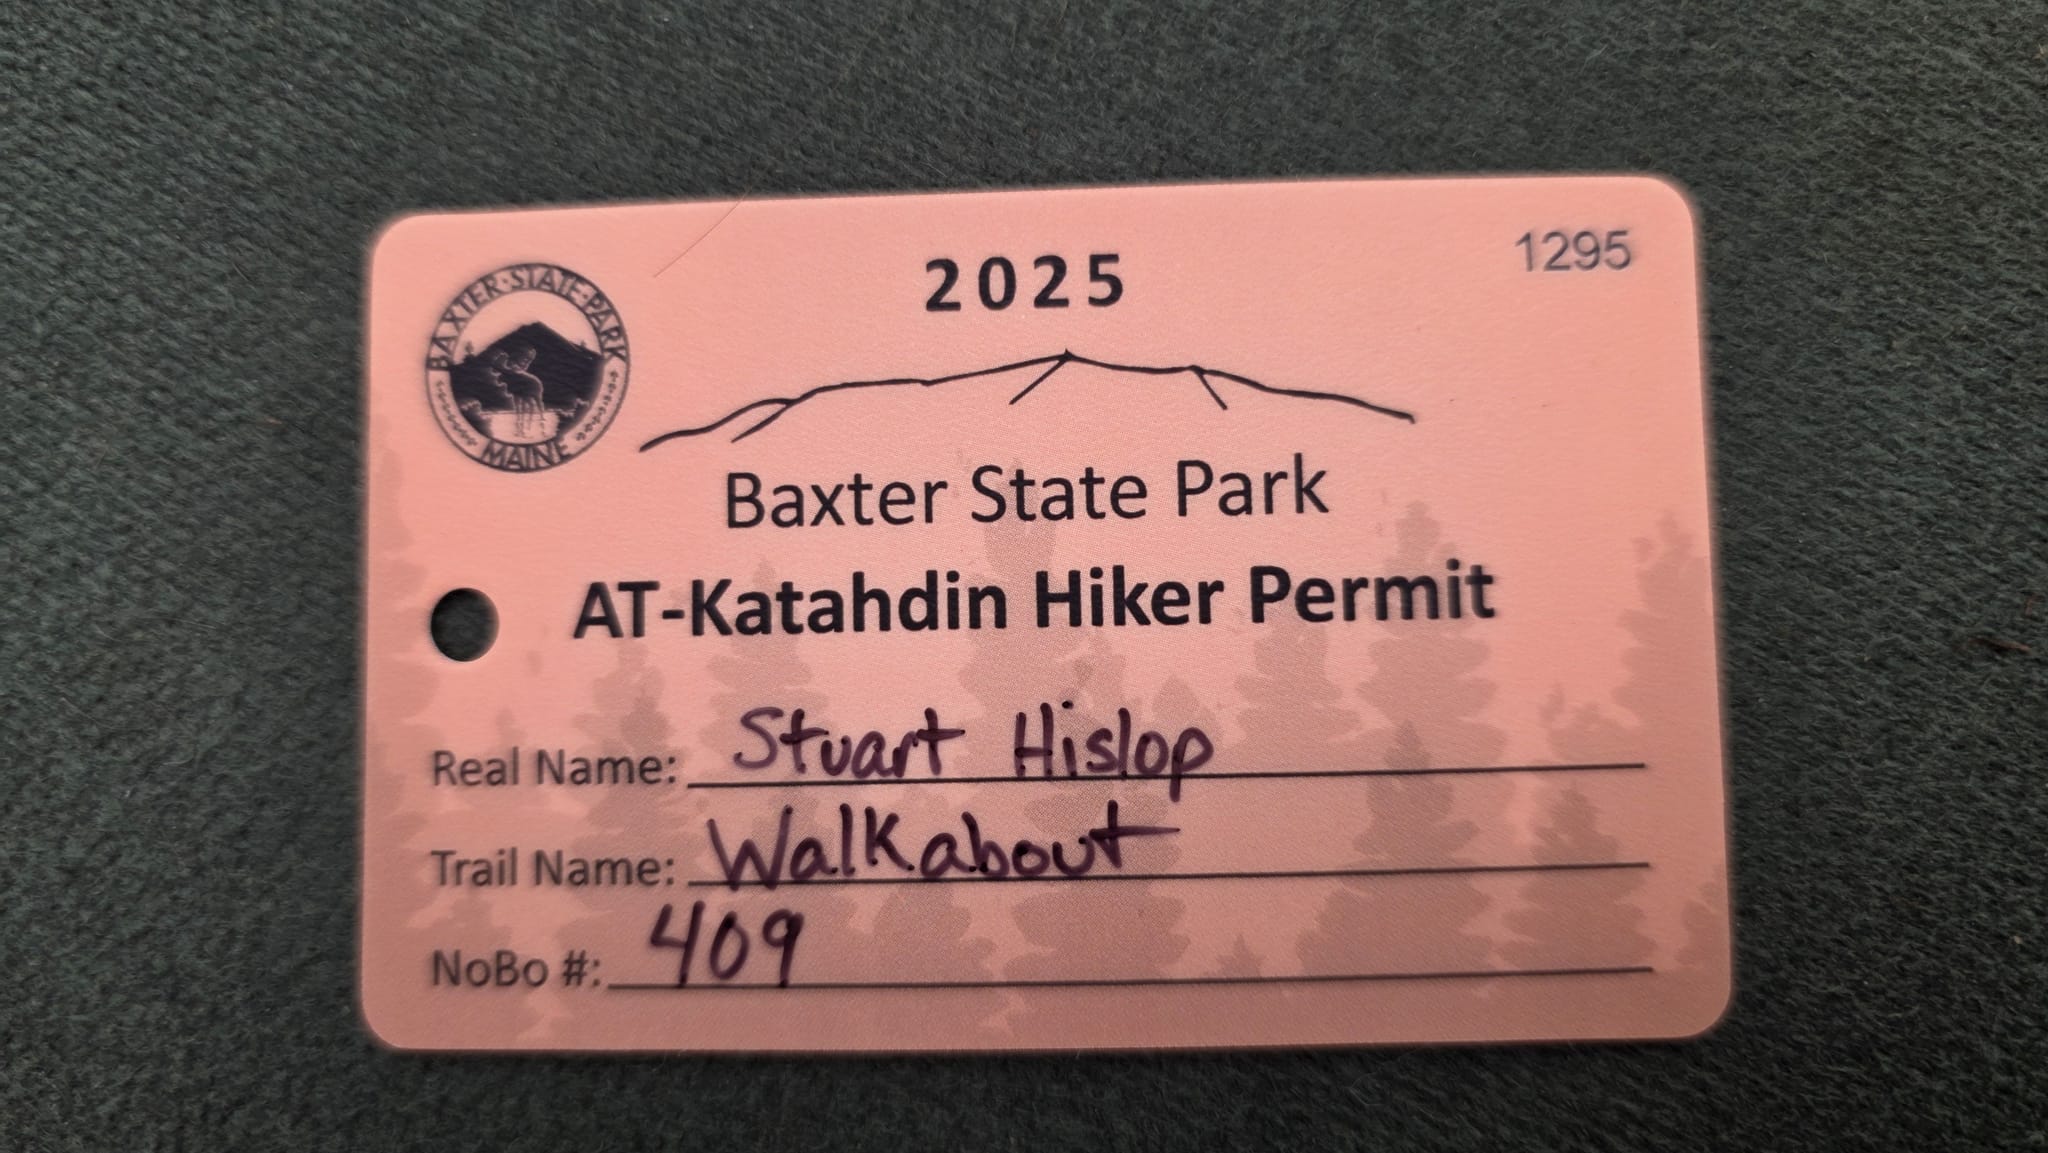 2025
1295
BAXTER·STATE·PARK
MAINE
Baxter State Park
AT-Katahdin Hiker Permit
Real Name: Stuart Hislop
Trail Name: Walkabout
NoBo #: 409